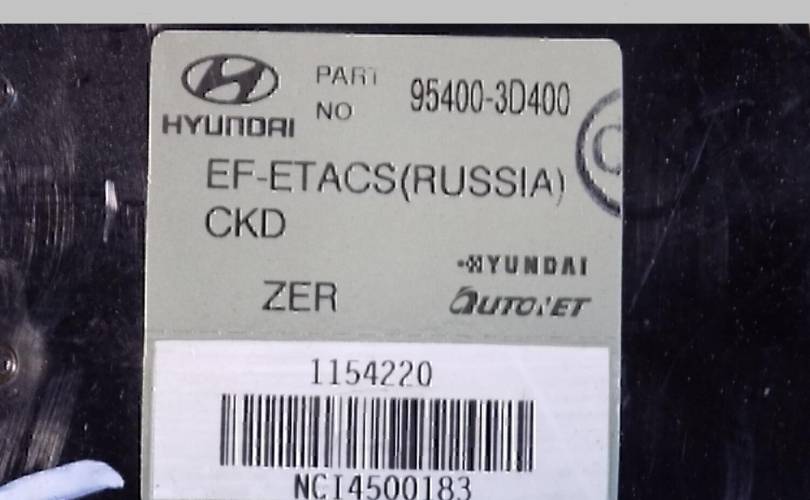 HYUNDAI
PART NO
95400-3D400
EF-ETACS(RUSSIA)
CKD
ZER
HYUNDAI
AUTONET
1154220
NCI4500183